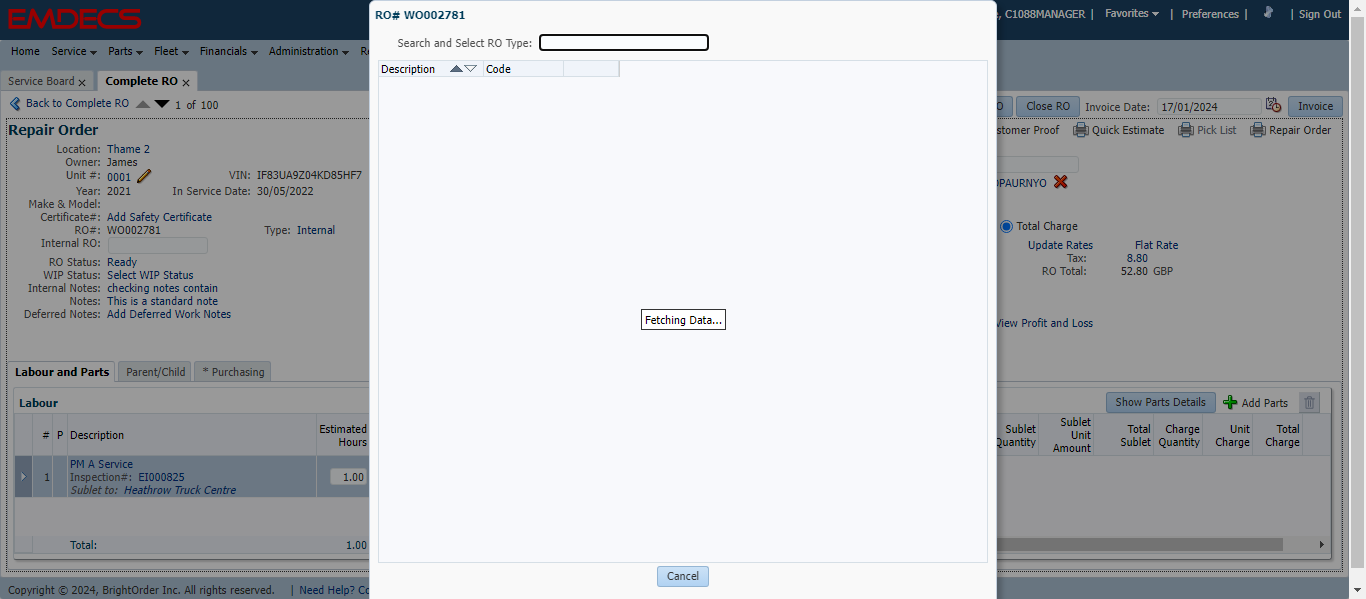 EMDECS
, C1088MANAGER | Favorites | Preferences | | Sign Out
Home Service Parts Fleet Financials Administration
Service Board x Complete RO x
Back to Complete RO 1 of 100
Close RO Invoice Date: 17/01/2024 Invoice
Repair Order
Quick Estimate Pick List Repair Order
Location: Thame 2
Owner: James
Unit #: 0001 VIN: IF83UA9Z04KD85HF7
Year: 2021 In Service Date: 30/05/2022
Make & Model:
Certificate#: Add Safety Certificate
RO#: WO002781 Type: Internal
Internal RO:
RO Status: Ready
WIP Status: Select WIP Status
Internal Notes: checking notes contain
Notes: This is a standard note
Deferred Notes: Add Deferred Work Notes
Total Charge
Update Rates Flat Rate
Tax: 8.80
RO Total: 52.80 GBP
View Profit and Loss
RO# WO002781
Search and Select RO Type:
Description Code
Fetching Data...
Cancel
Labour and Parts Parent/Child * Purchasing
Labour
Show Parts Details Add Parts
# P Description Estimated Hours
Sublet Quantity Sublet Unit Amount Total Sublet Charge Quantity Unit Charge Total Charge
1 PM A Service 1.00
Inspection#: EI000825
Sublet to: Heathrow Truck Centre
Total: 1.00
Copyright © 2024, BrightOrder Inc. All rights reserved. | Need Help?